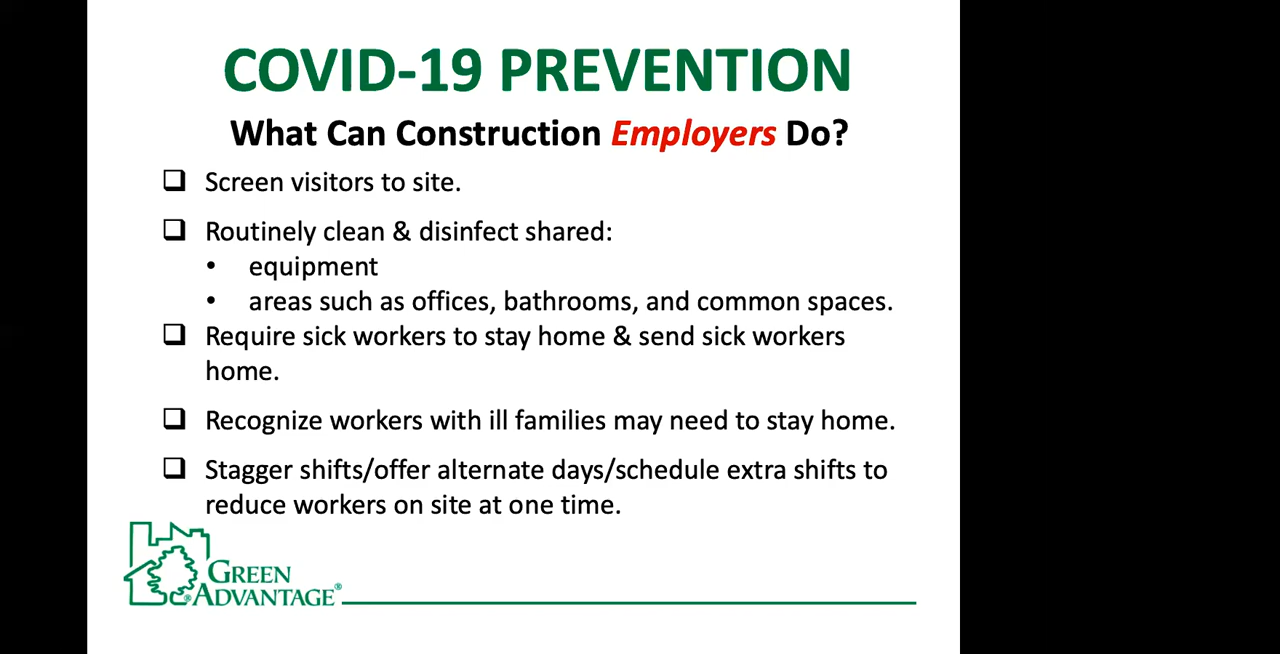 COVID-19 PREVENTION
What Can Construction Employers Do?
❑ Screen visitors to site.
❑ Routinely clean & disinfect shared:
• equipment
• areas such as offices, bathrooms, and common spaces.
❑ Require sick workers to stay home & send sick workers
home.
❑ Recognize workers with ill families may need to stay home.
❑ Stagger shifts/offer alternate days/schedule extra shifts to
reduce workers on site at one time.
GREEN
ADVANTAGE®